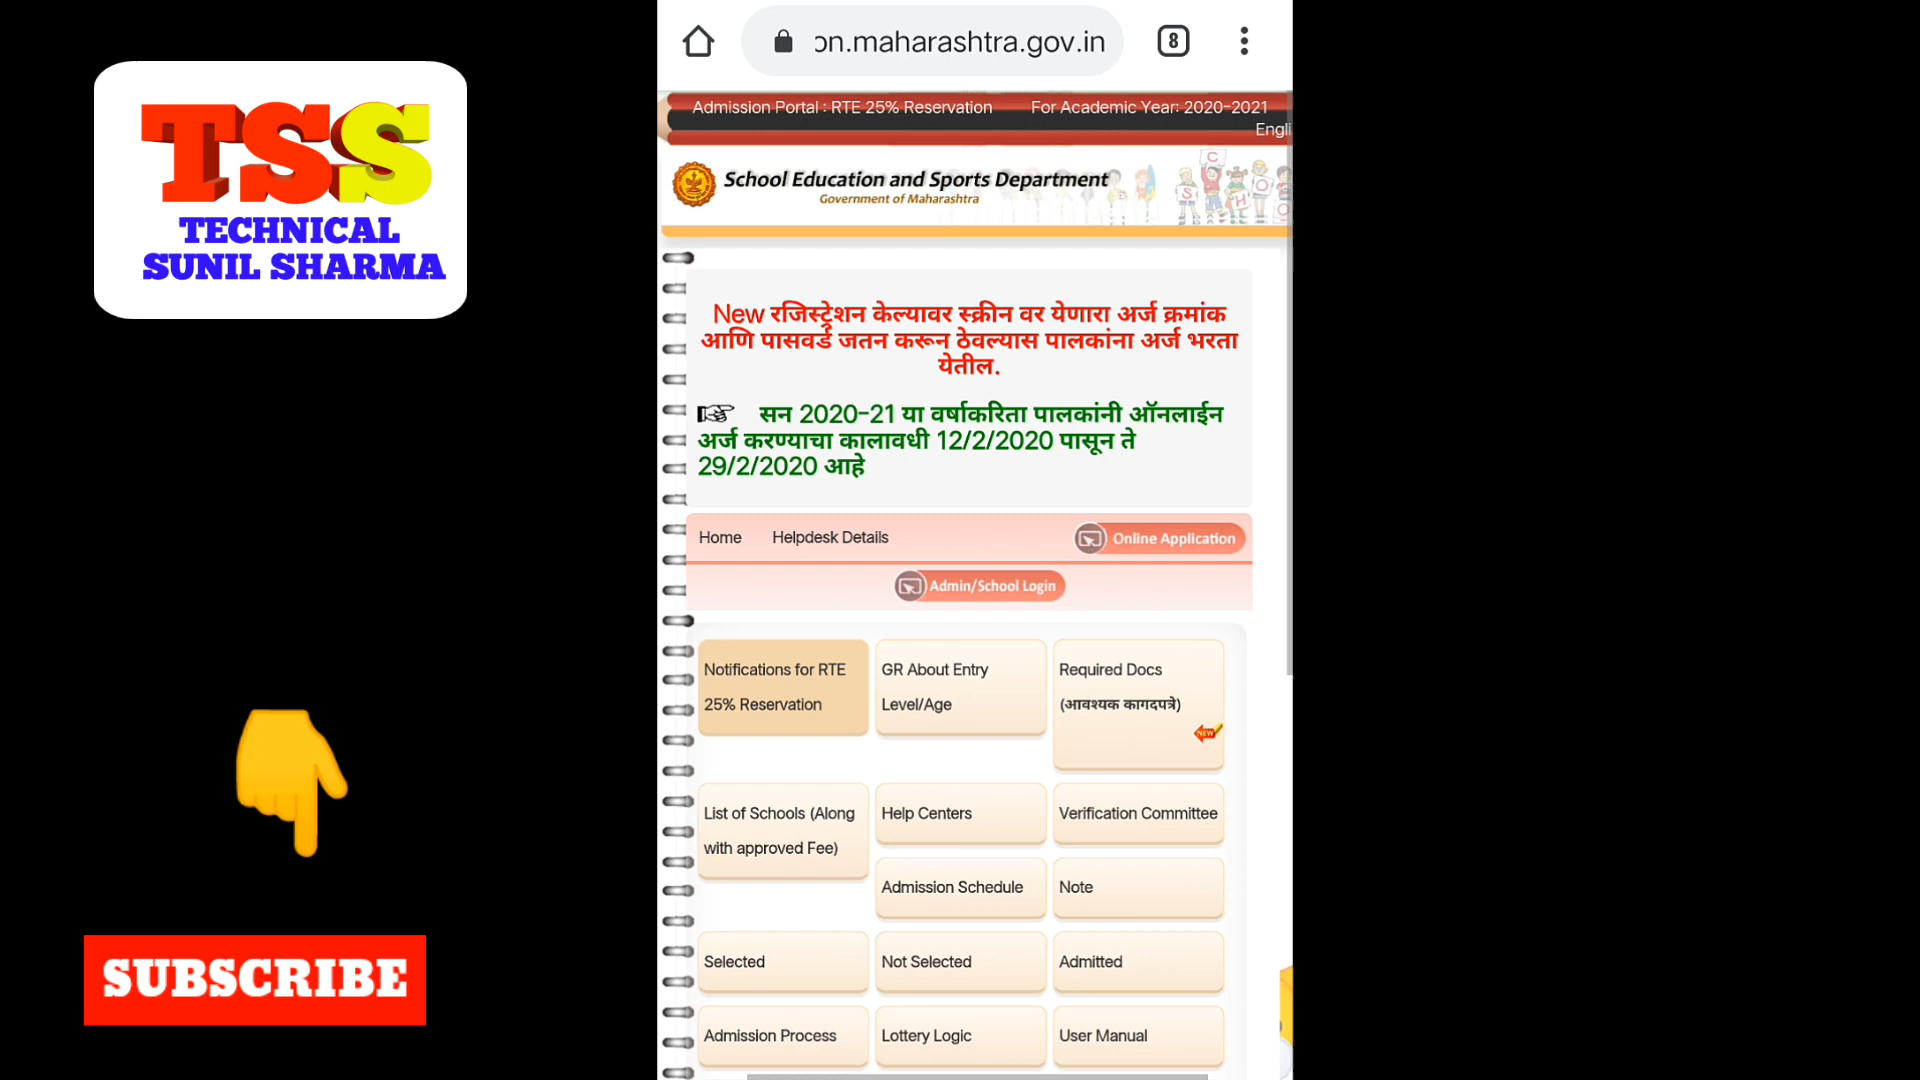 TSS
TECHNICAL
SUNIL SHARMA
SUBSCRIBE
on.maharashtra.gov.in
8
Admission Portal : RTE 25% Reservation For Academic Year: 2020-2021
Engli
School Education and Sports Department
Government of Maharashtra
C
S H O O
New रजिस्ट्रेशन केल्यावर स्क्रीन वर येणारा अर्ज क्रमांक
आणि पासवर्ड जतन करून ठेवल्यास पालकांना अर्ज भरता
येतील.
सन 2020-21 या वर्षाकरिता पालकांनी ऑनलाईन
अर्ज करण्याचा कालावधी 12/2/2020 पासून ते
29/2/2020 आहे
Home Helpdesk Details Online Application
Admin/School Login
Notifications for RTE
25% Reservation
GR About Entry
Level/Age
Required Docs
(आवश्यक कागदपत्रे)
NEW
List of Schools (Along
with approved Fee)
Help Centers
Verification Committee
Admission Schedule
Note
Selected
Not Selected
Admitted
Admission Process
Lottery Logic
User Manual